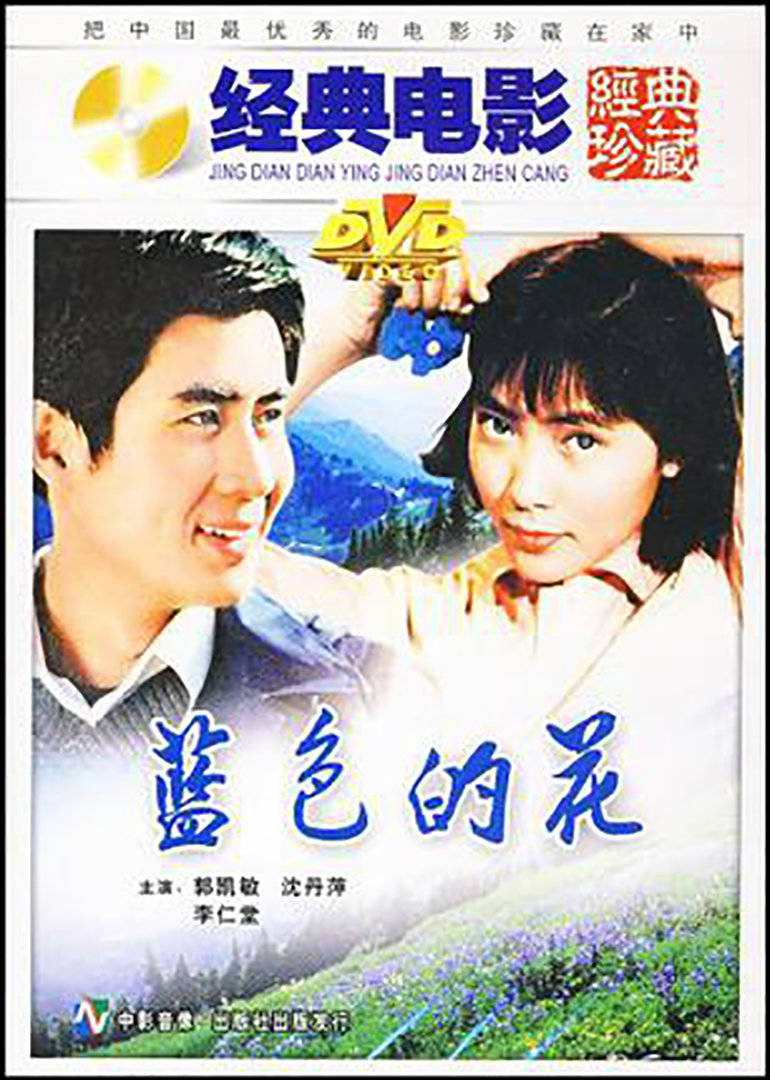 把中国最优秀的电影珍藏在家中
经典电影
經典
珍藏
JING DIAN DIAN YING JING DIAN ZHEN CANG
DVD
VIDEO
蓝色的花
主演：郭凯敏 沈丹萍
李仁堂
中影音像 出版社出版发行